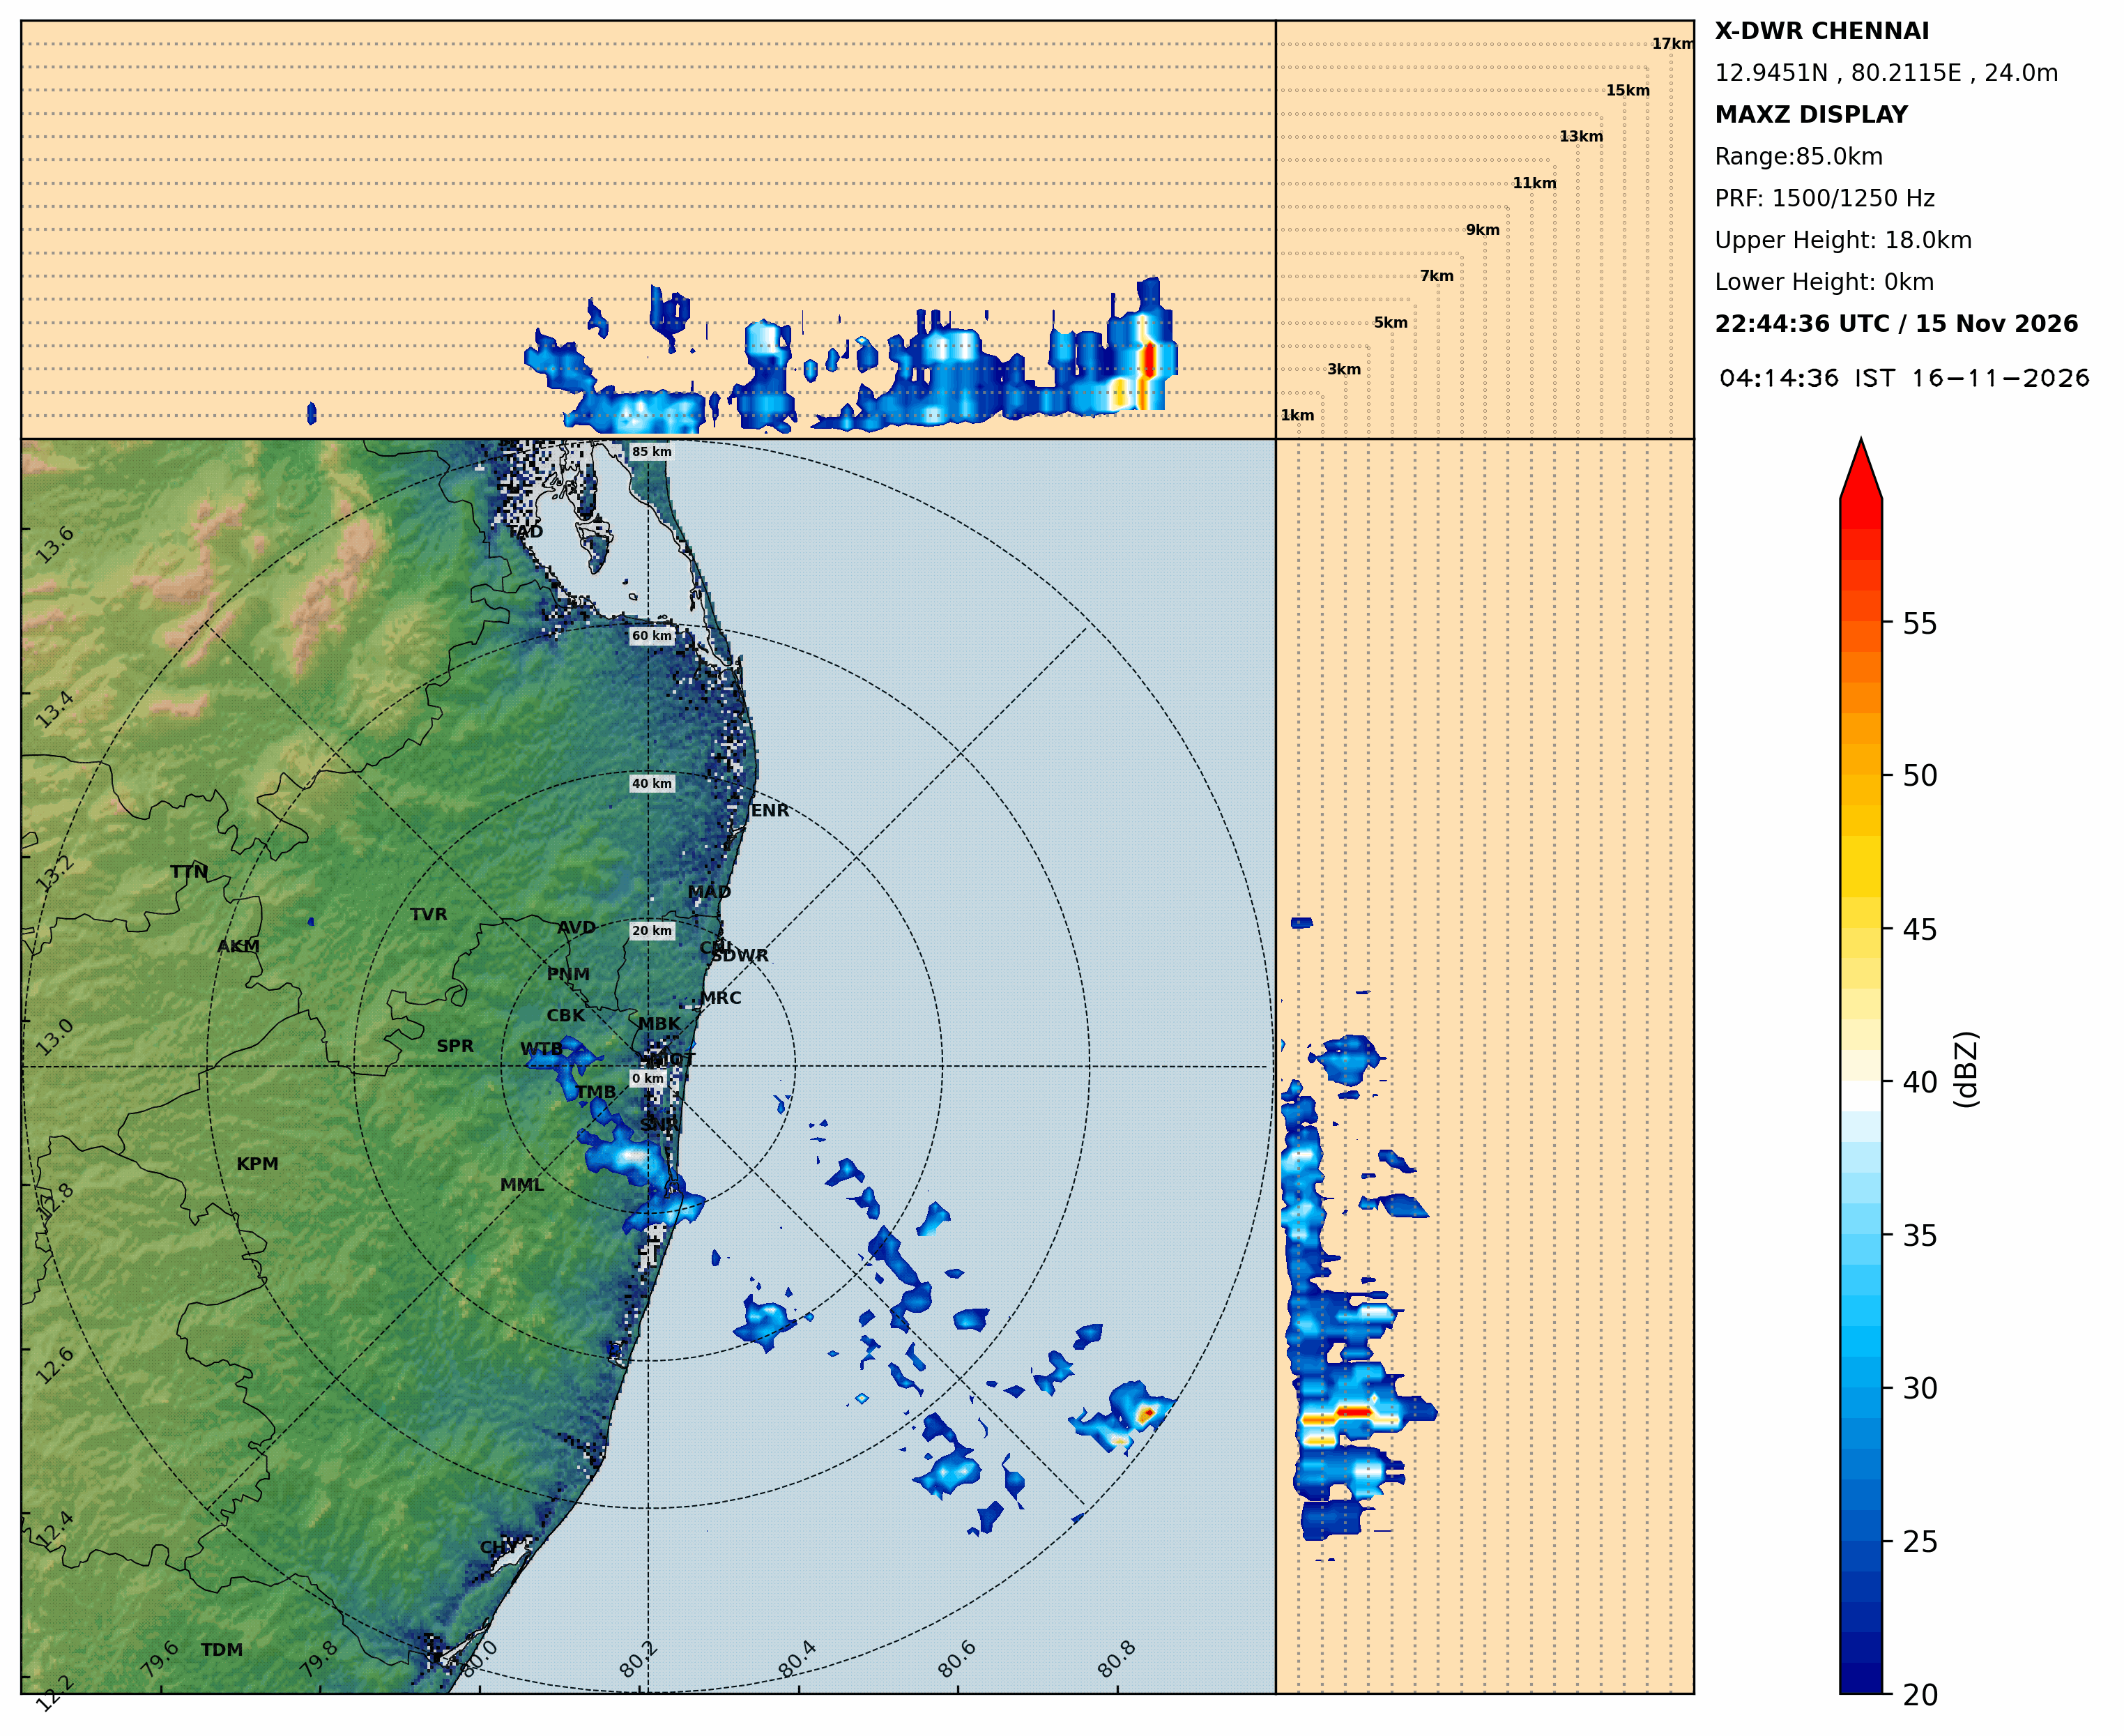 X-DWR CHENNAI
12.9451N , 80.2115E , 24.0m
MAXZ DISPLAY
Range:85.0km
PRF: 1500/1250 Hz
Upper Height: 18.0km
Lower Height: 0km
22:44:36 UTC / 15 Nov 2026
04:14:36 IST 16-11-2026
17km
15km
13km
11km
9km
7km
5km
3km
1km
85 km
TAD
13.6
60 km
13.4
40 km
ENR
13.2
TTN
MAD
TVR
AVD
20 km
AKM
SDWR
PNM
MRC
CBK
MBK
13.0
SPR
WTB
0 km
TMB
SNR
KPM
MML
12.8
12.6
12.4
CHY
TDM
12.2
79.6
79.8
80.0
80.2
80.4
80.6
80.8
55
50
45
40
35
30
25
20
(dBZ)